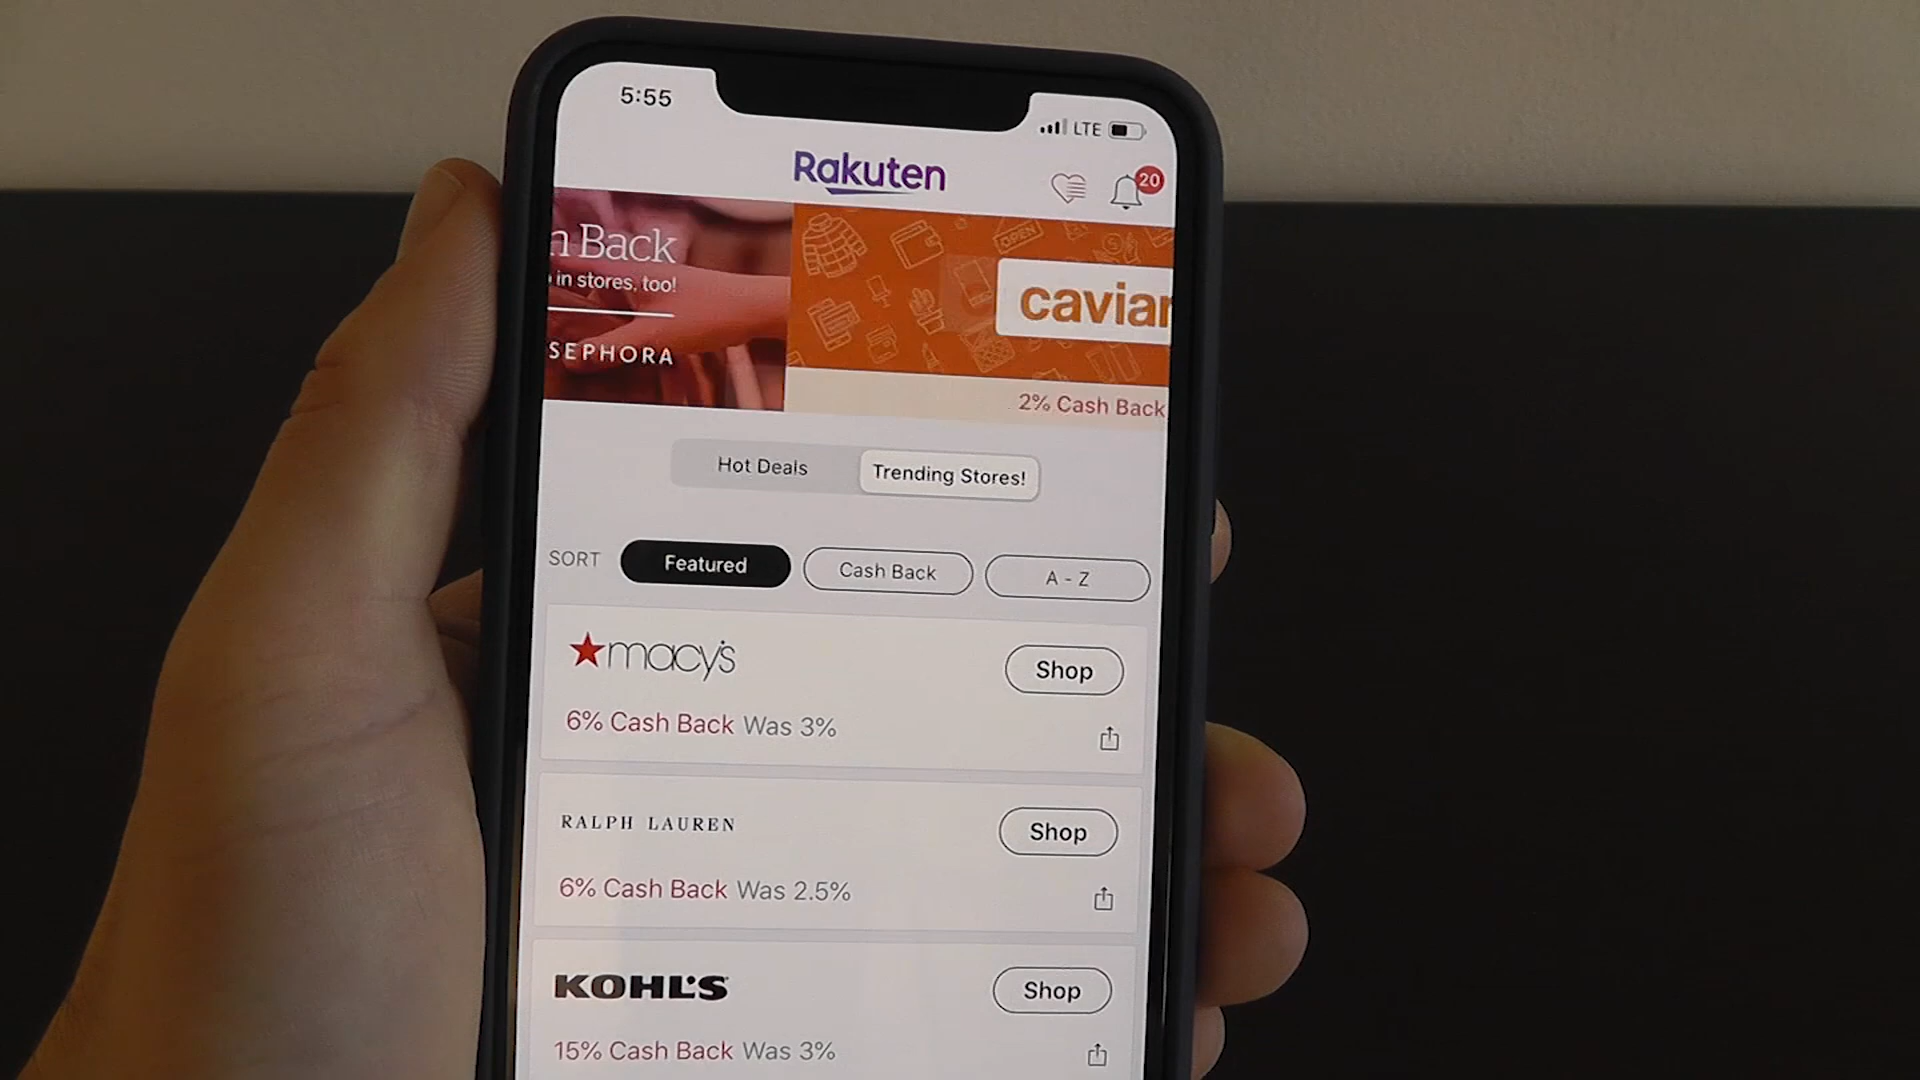 5:55
LTE
Rakuten
20
Back
in stores, too!
SEPHORA
OPEN
caviar
2% Cash Back
Hot Deals
Trending Stores!
SORT
Featured
Cash Back
A - Z
macy's
Shop
6% Cash Back Was 3%
RALPH LAUREN
Shop
6% Cash Back Was 2.5%
KOHL'S
Shop
15% Cash Back Was 3%